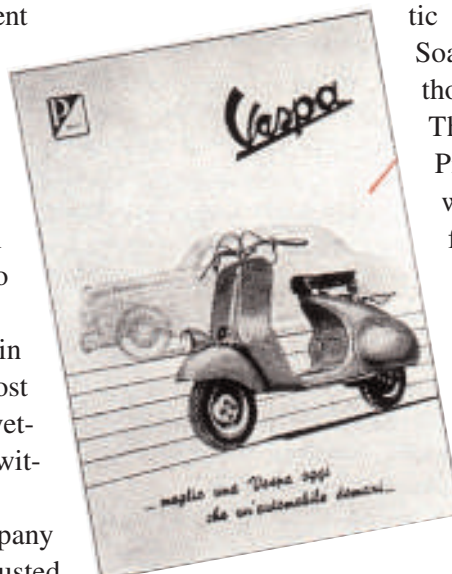 ent
o
in
ost
vet-
wit-
pany
usted
P
Vespa
...meglio una Vespa oggi
che un'automobile domani...
tic
Soa
tho
Th
P
w
f